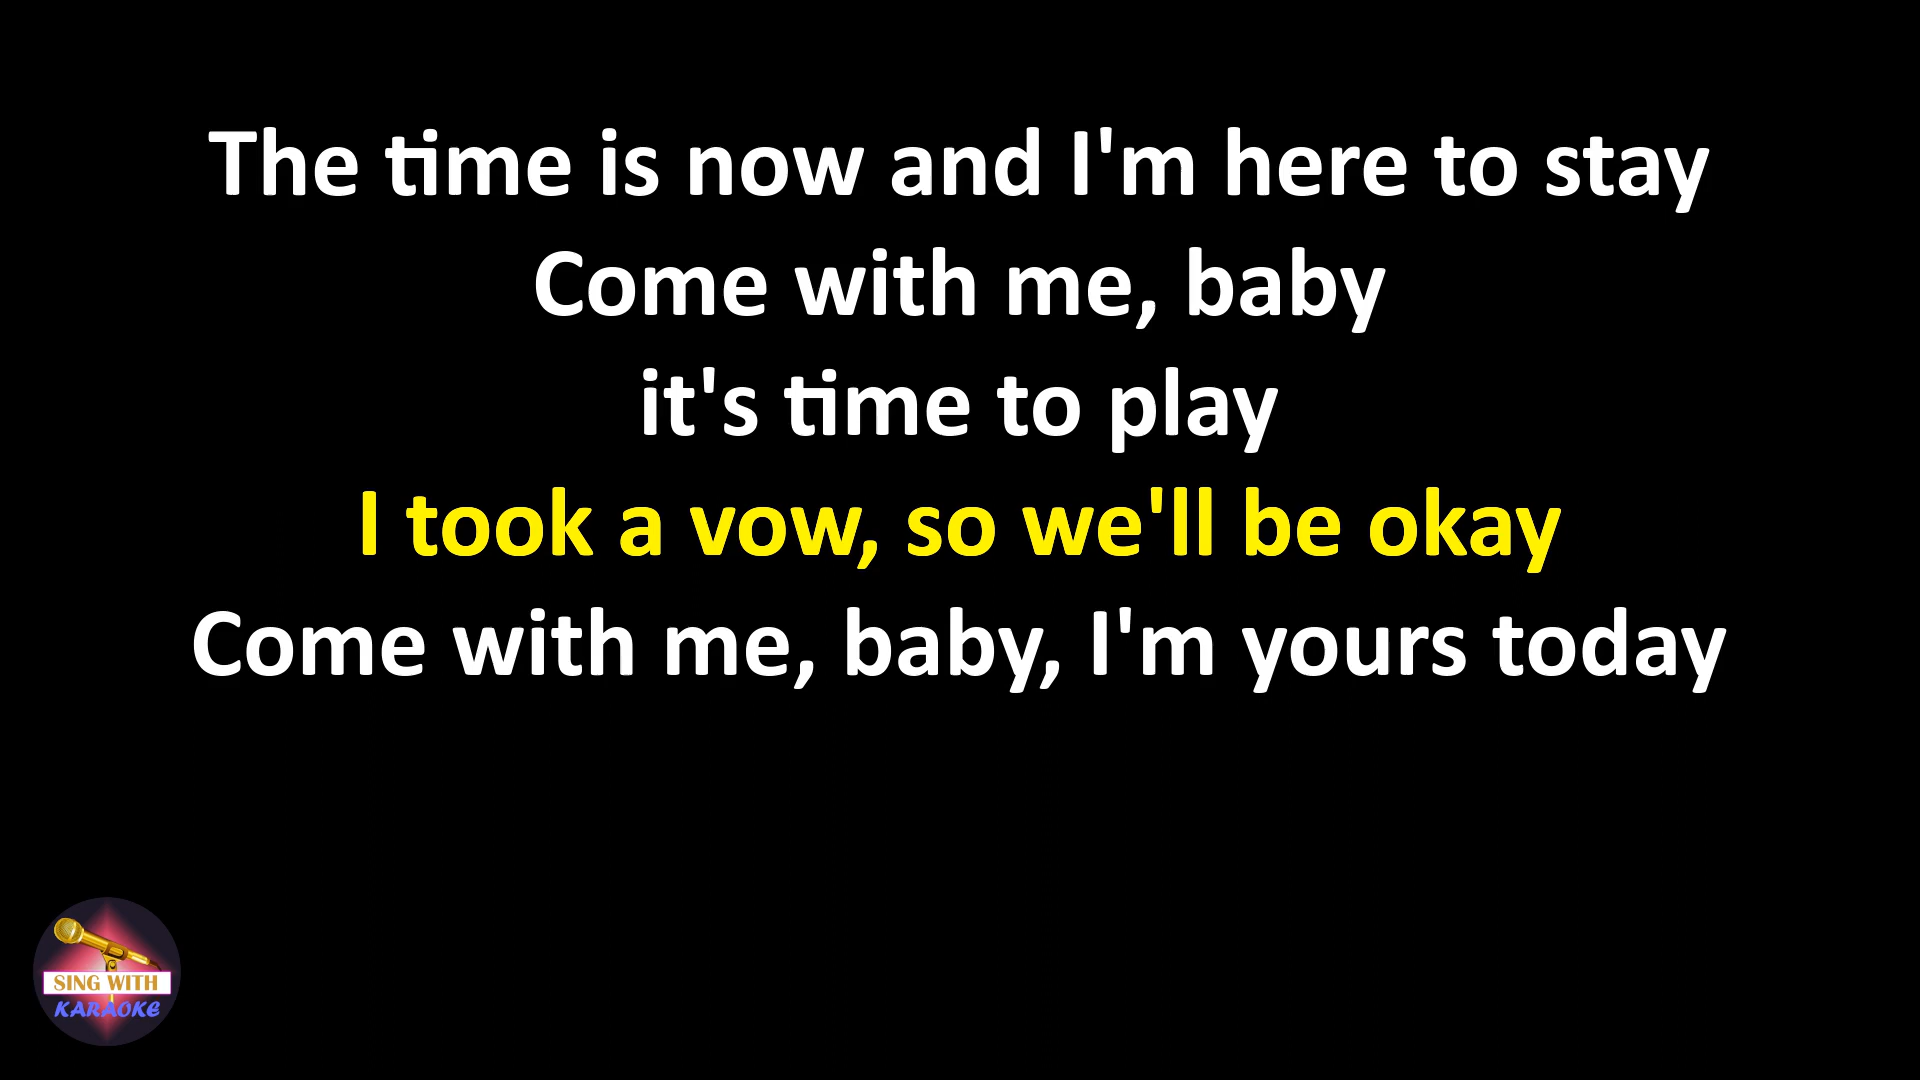 The time is now and I'm here to stay
Come with me, baby
it's time to play
I took a vow, so we'll be okay
Come with me, baby, I'm yours today
SING WITH
KARAOKE